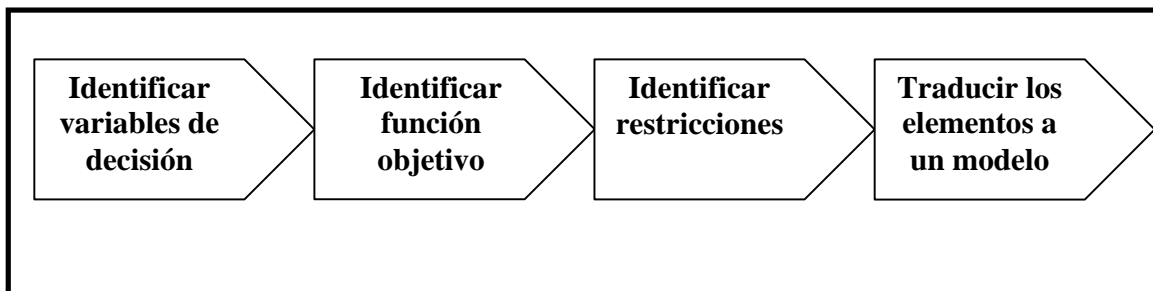 Identificar
variables de
decisión
Identificar
función
objetivo
Identificar
restricciones
Traducir los
elementos a
un modelo